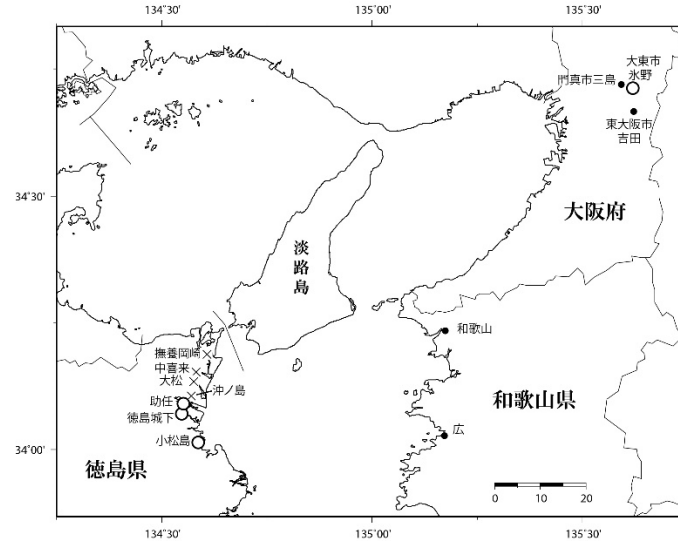 134˚30'
135˚00'
135˚30'
大東市
氷野
門真市三島
東大阪市
吉田
34˚30'
大阪府
淡
路
島
和歌山
撫養岡崎
中喜来
大松
沖ノ島
助任
徳島城下
和歌山県
広
小松島
34˚00'
徳島県
0 10 20
134˚30'
135˚00'
135˚30'